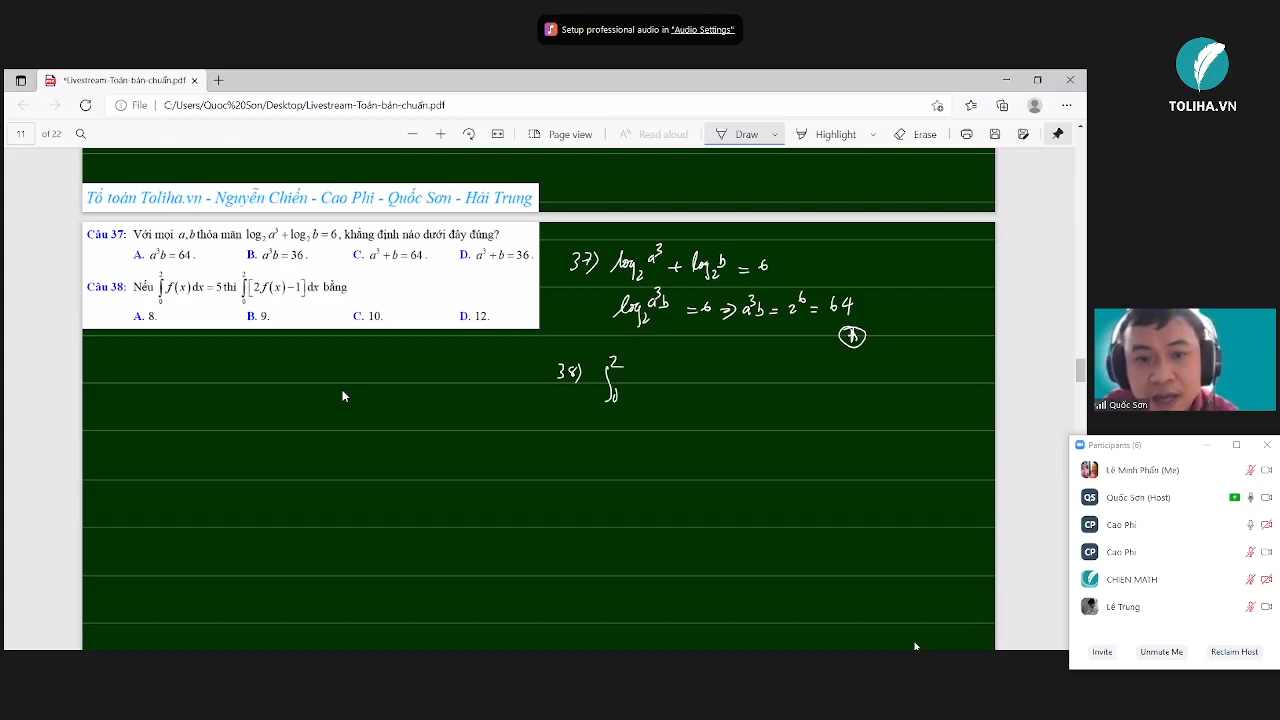 Setup professional audio in "Audio Settings"
TOLIHA.VN
*Livestream-Toán-bản-chuẩn.pdf
File C:/Users/Quoc%20Son/Desktop/Livestream-Toán-bản-chuẩn.pdf
11 of 22 Page view Read aloud Draw Highlight Erase
Tổ toán Toliha.vn - Nguyễn Chiến - Cao Phi - Quốc Sơn - Hải Trung
Câu 37: Với mọi a,b thỏa mãn log₂ a³ + log₂ b = 6, khẳng định nào dưới đây đúng?
A. a³b = 64. B. a³b = 36. C. a³ + b = 64. D. a³ + b = 36.
Câu 38: Nếu ∫₀² f(x)dx = 5 thì ∫₀² [2f(x)−1]dx bằng
A. 8. B. 9. C. 10. D. 12.
37) log₂ a³ + log₂ b = 6
log₂ a³b = 6 => a³b = 2⁶ = 64
A
38) ∫₀²
Quốc Sơn
Participants (6)
Lê Minh Phấn (Me)
QS Quốc Sơn (Host)
CP Cao Phi
CP Cao Phi
CHIEN MATH
Lê Trung
Invite Unmute Me Reclaim Host